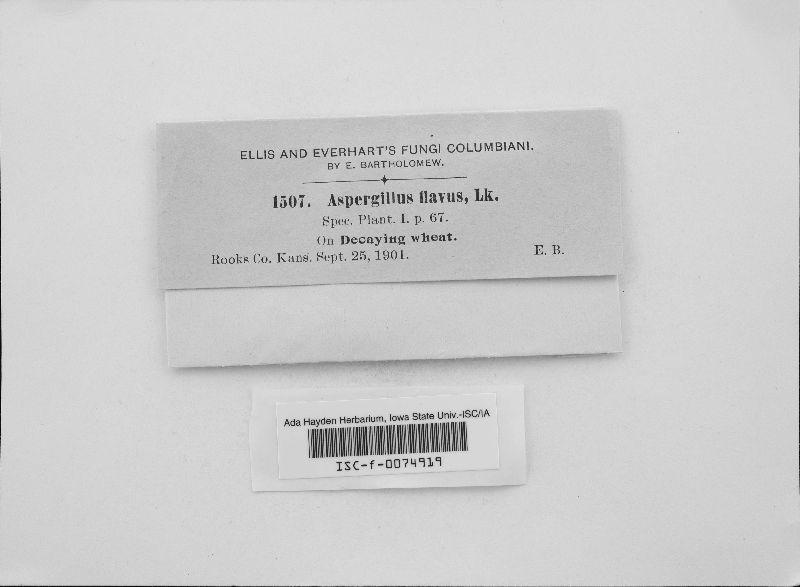 ELLIS AND EVERHART'S FUNGI COLUMBIANI.
BY E. BARTHOLOMEW.
1507. Aspergillus flavus, Lk.
Spec. Plant. I. p. 67.
On Decaying wheat.
Rooks Co. Kans. Sept. 25, 1901. E. B.
Ada Hayden Herbarium, Iowa State Univ.-ISC/IA
ISC-f-0074919